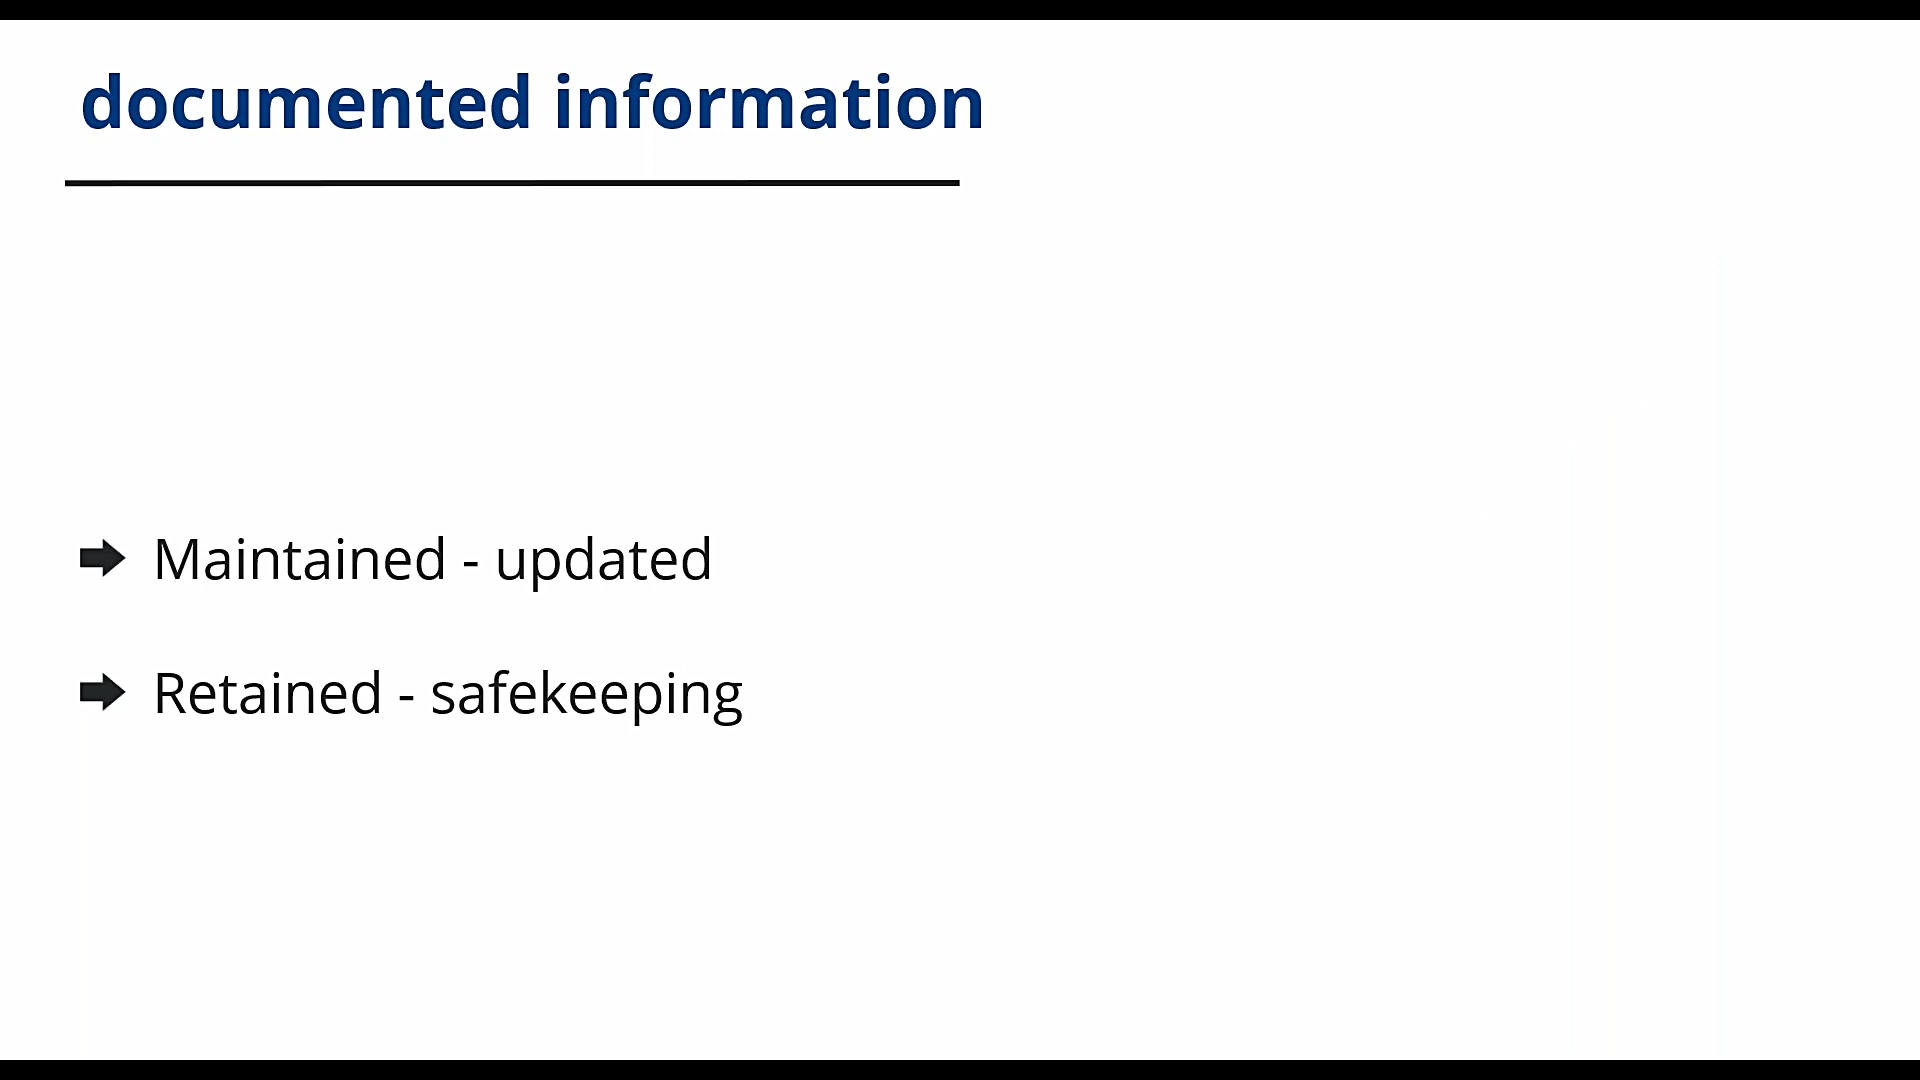 documented information
Maintained - updated
Retained - safekeeping